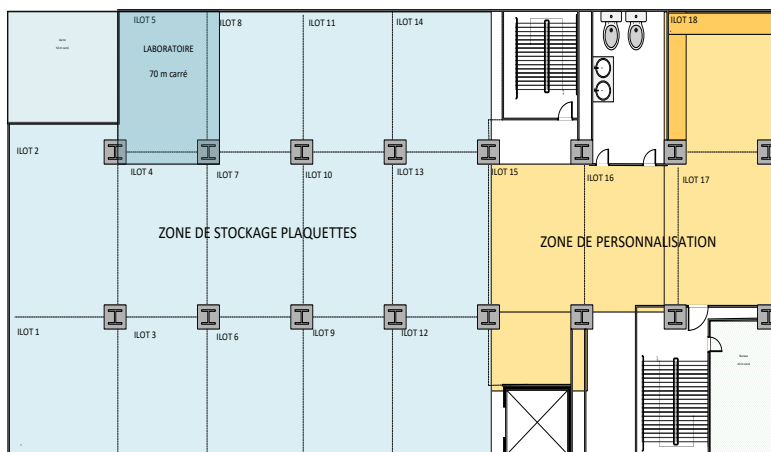 ILOT 5
ILOT 8
ILOT 11
ILOT 14
ILOT 18
LABORATOIRE
70 m carré
ILOT 2
ILOT 4
ILOT 7
ILOT 10
ILOT 13
ILOT 15
ILOT 16
ILOT 17
ZONE DE STOCKAGE PLAQUETTES
ZONE DE PERSONNALISATION
ILOT 1
ILOT 3
ILOT 6
ILOT 9
ILOT 12